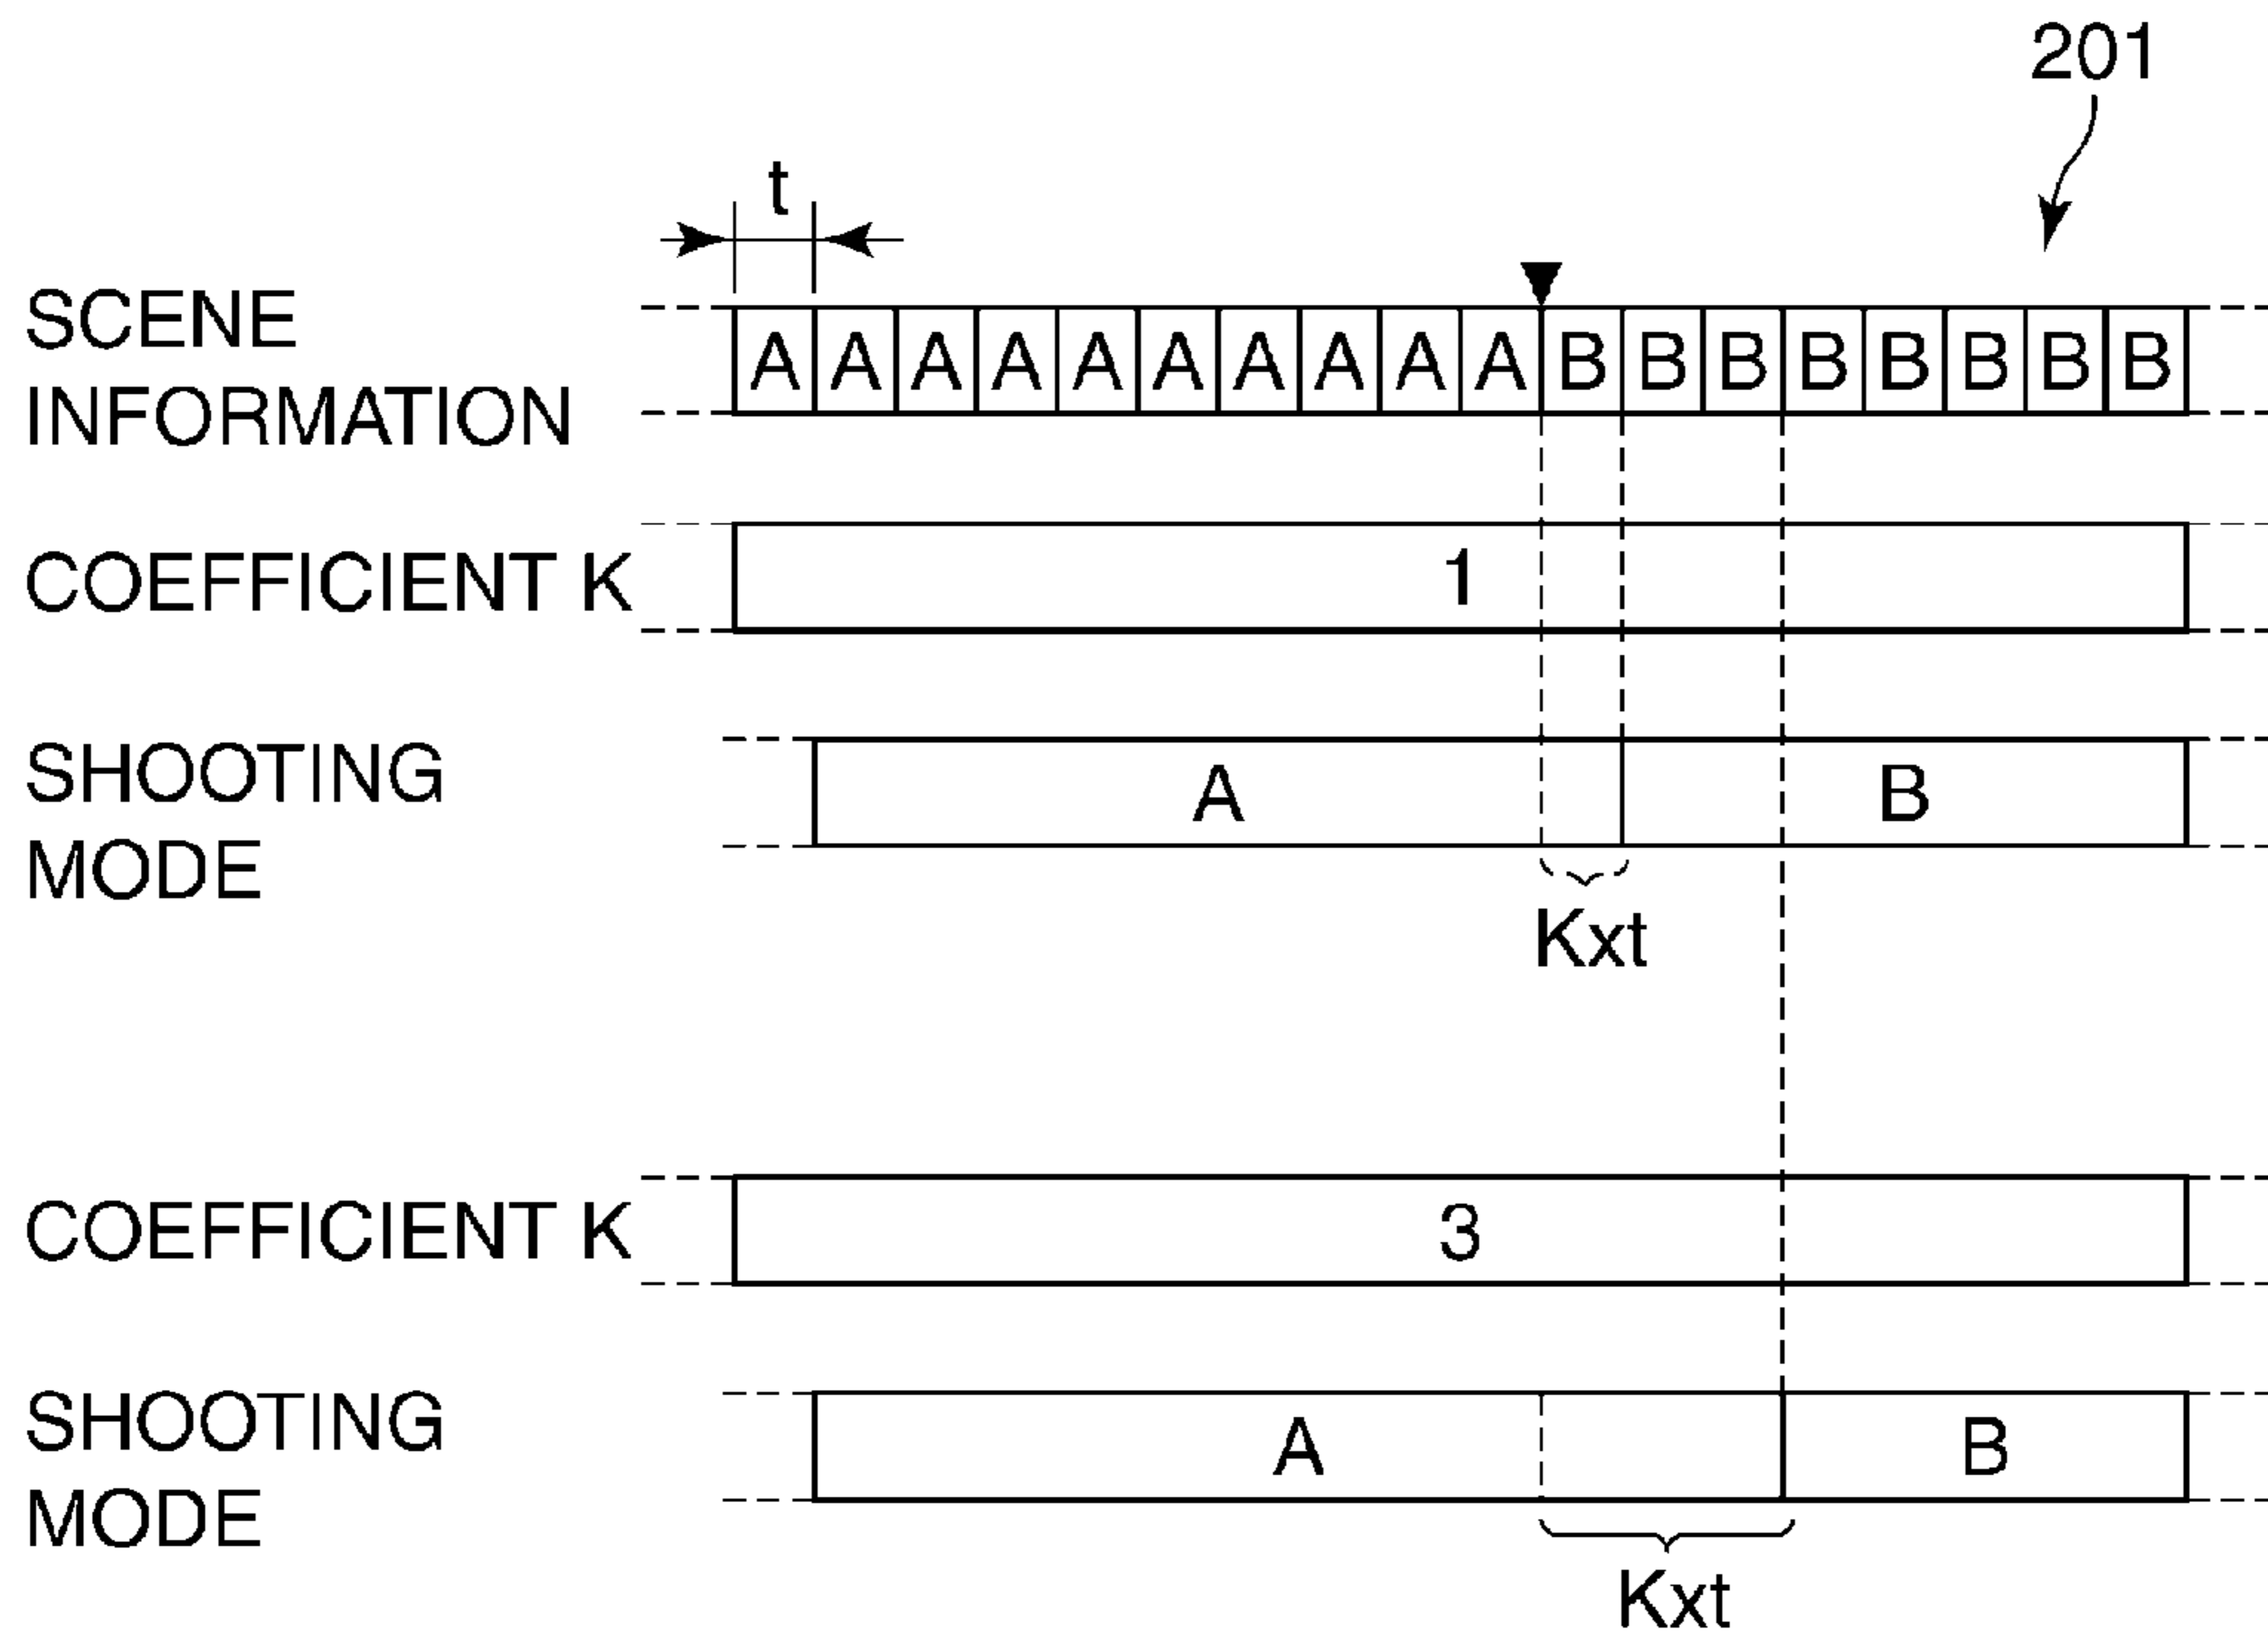 201
t
SCENE
INFORMATION
A A A A A A A A A A B B B B B B B B
COEFFICIENT K
1
SHOOTING
MODE
A B
Kxt
COEFFICIENT K
3
SHOOTING
MODE
A B
Kxt